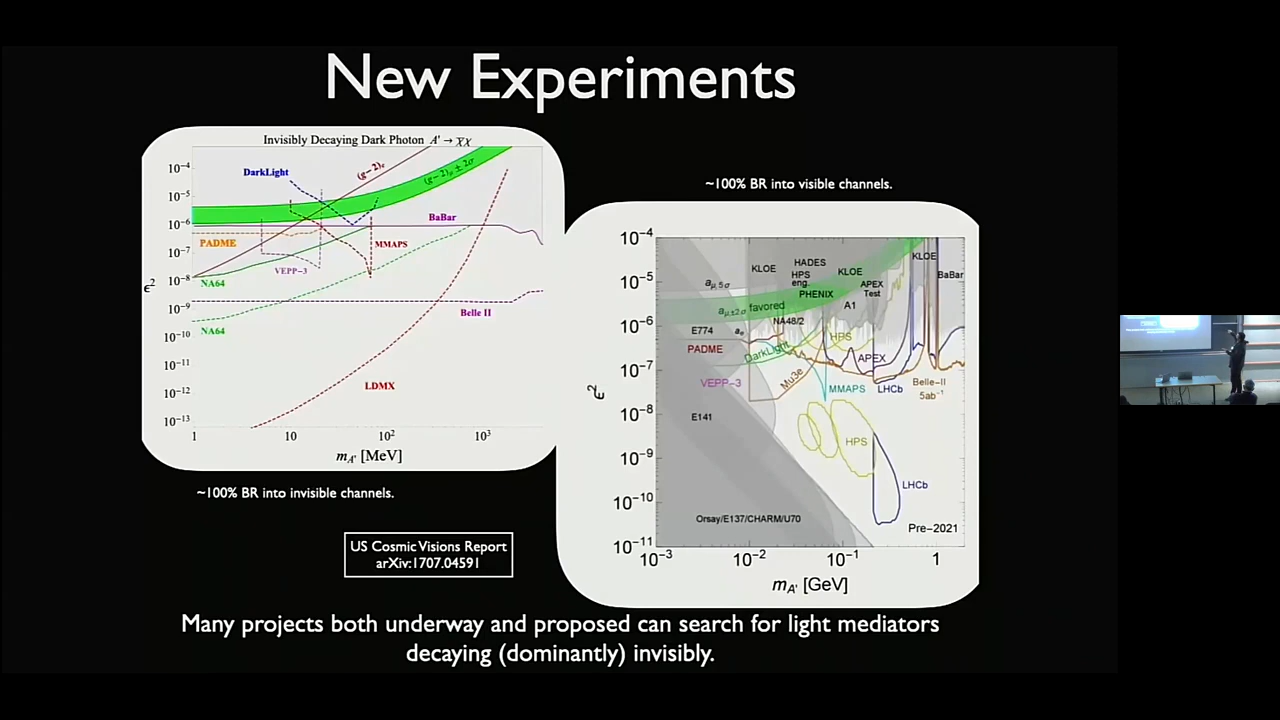 New Experiments
Invisibly Decaying Dark Photon A' → χ̅χ
10⁻⁴
10⁻⁵
10⁻⁶
10⁻⁷
10⁻⁸
ϵ²
10⁻⁹
10⁻¹⁰
10⁻¹¹
10⁻¹²
10⁻¹³
DarkLight
(g-2)ₑ
(g-2)μ ± 2σ
BaBar
PADME
MMAPS
VEPP-3
NA64
NA64
Belle II
LDMX
1
10
10²
10³
mA' [MeV]
~100% BR into invisible channels.
US Cosmic Visions Report
arXiv:1707.04591
~100% BR into visible channels.
10⁻⁴
10⁻⁵
10⁻⁶
10⁻⁷
10⁻⁸
10⁻⁹
10⁻¹⁰
10⁻¹¹
ϵ²
KLOE
HADES
KLOE
HPS
eng.
KLOE
APEX
Test
BaBar
PHENIX
aμ,5σ
aμ,±2σ favored
A1
NA48/2
E774
aₑ
HPS
PADME
DarkLight
APEX
VEPP-3
Mu3e
MMAPS
LHCb
Belle-II
5ab⁻¹
E141
HPS
LHCb
Orsay/E137/CHARM/U70
Pre-2021
10⁻³
10⁻²
10⁻¹
1
mA' [GeV]
Many projects both underway and proposed can search for light mediators
decaying (dominantly) invisibly.